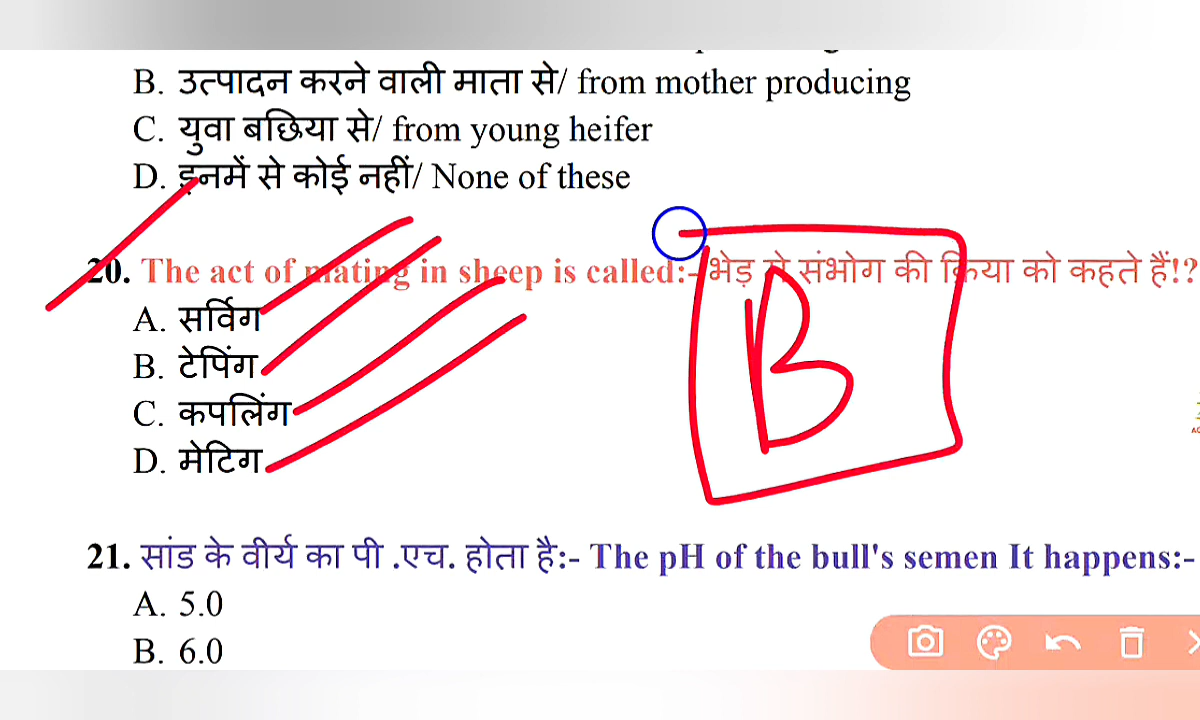 B. उत्पादन करने वाली माता से/ from mother producing
C. युवा बछिया से/ from young heifer
D. इनमें से कोई नहीं/ None of these
20. The act of mating in sheep is called:- भेड़ में संभोग की क्रिया को कहते हैं!?
A. सर्विग
B. टेपिंग
C. कपलिंग
D. मेटिग
B
21. सांड के वीर्य का पी .एच. होता है:- The pH of the bull's semen It happens:-
A. 5.0
B. 6.0